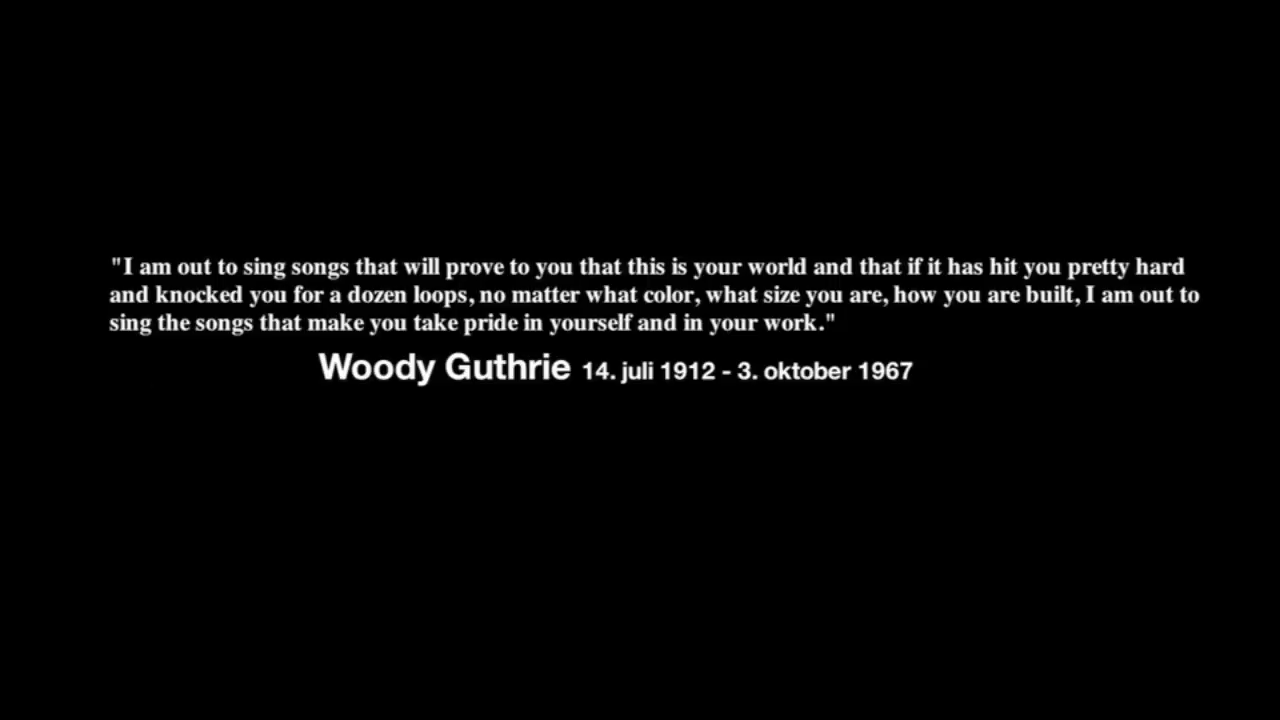 "I am out to sing songs that will prove to you that this is your world and that if it has hit you pretty hard
and knocked you for a dozen loops, no matter what color, what size you are, how you are built, I am out to
sing the songs that make you take pride in yourself and in your work."
Woody Guthrie 14. juli 1912 - 3. oktober 1967